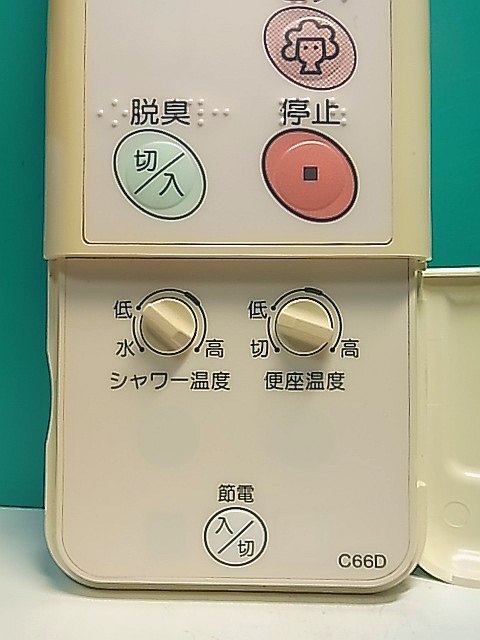 脱臭
停止
切/入
低
水
高
シャワー温度
低
切
高
便座温度
節電
入/切
C66D